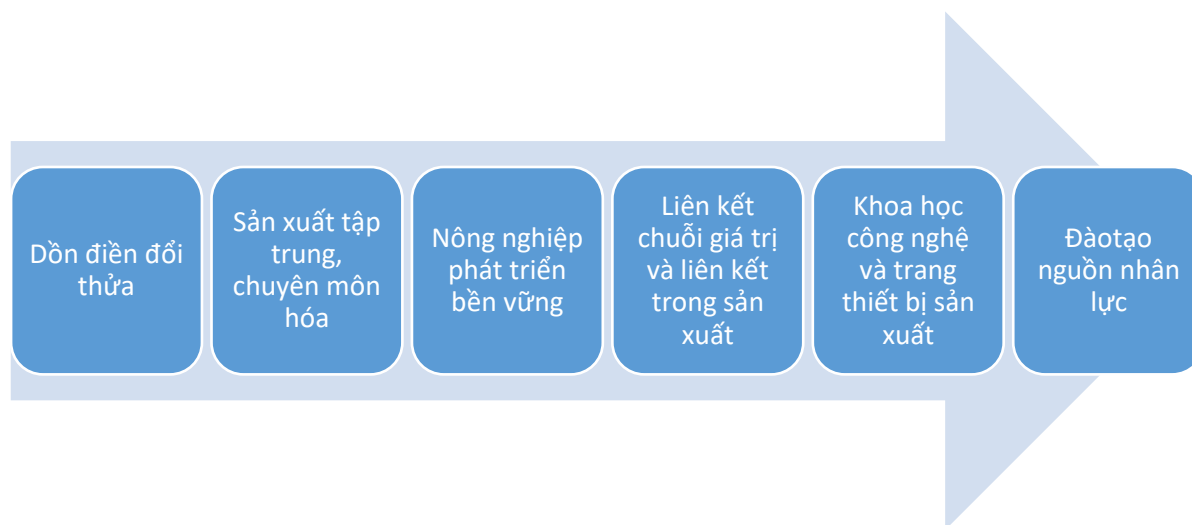 Dồn điền đổi
thửa
Sản xuất tập
trung,
chuyên môn
hóa
Nông nghiệp
phát triển
bền vững
Liên kết
chuỗi giá trị
và liên kết
trong sản
xuất
Khoa học
công nghệ
và trang
thiết bị sản
xuất
Đàotạo
nguồn nhân
lực